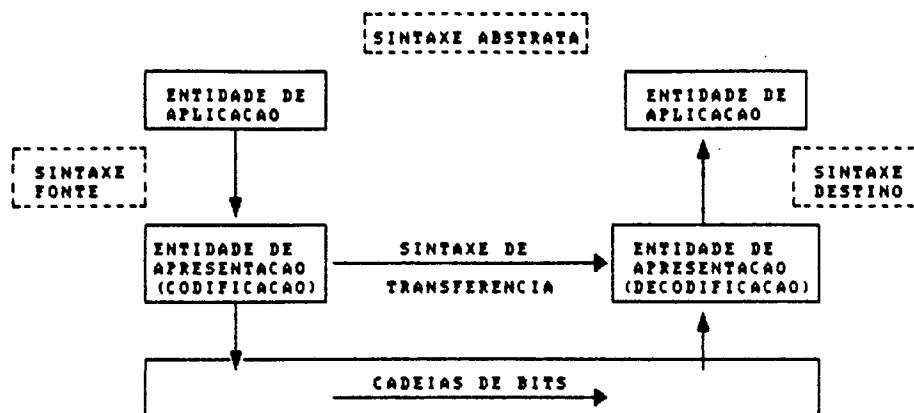 SINTAXE ABSTRATA
ENTIDADE DE
APLICACAO
ENTIDADE DE
APLICACAO
SINTAXE
FONTE
SINTAXE
DESTINO
ENTIDADE DE
APRESENTACAO
(CODIFICACAO)
SINTAXE DE
TRANSFERENCIA
ENTIDADE DE
APRESENTACAO
(DECODIFICACAO)
CADEIAS DE BITS